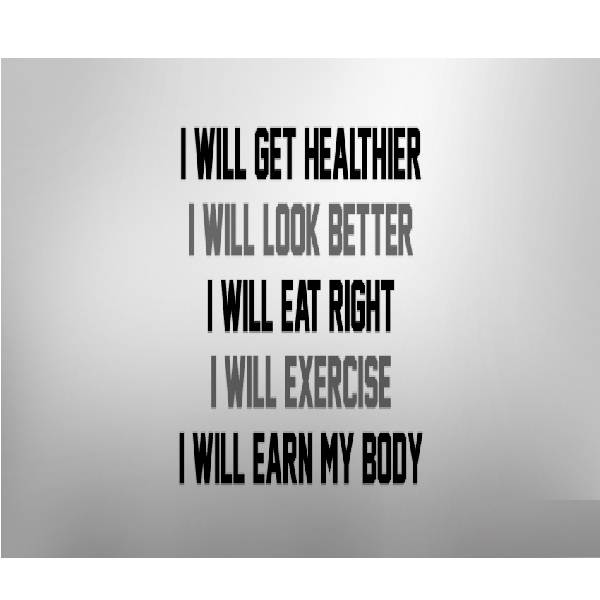 I WILL GET HEALTHIER
I WILL LOOK BETTER
I WILL EAT RIGHT
I WILL EXERCISE
I WILL EARN MY BODY